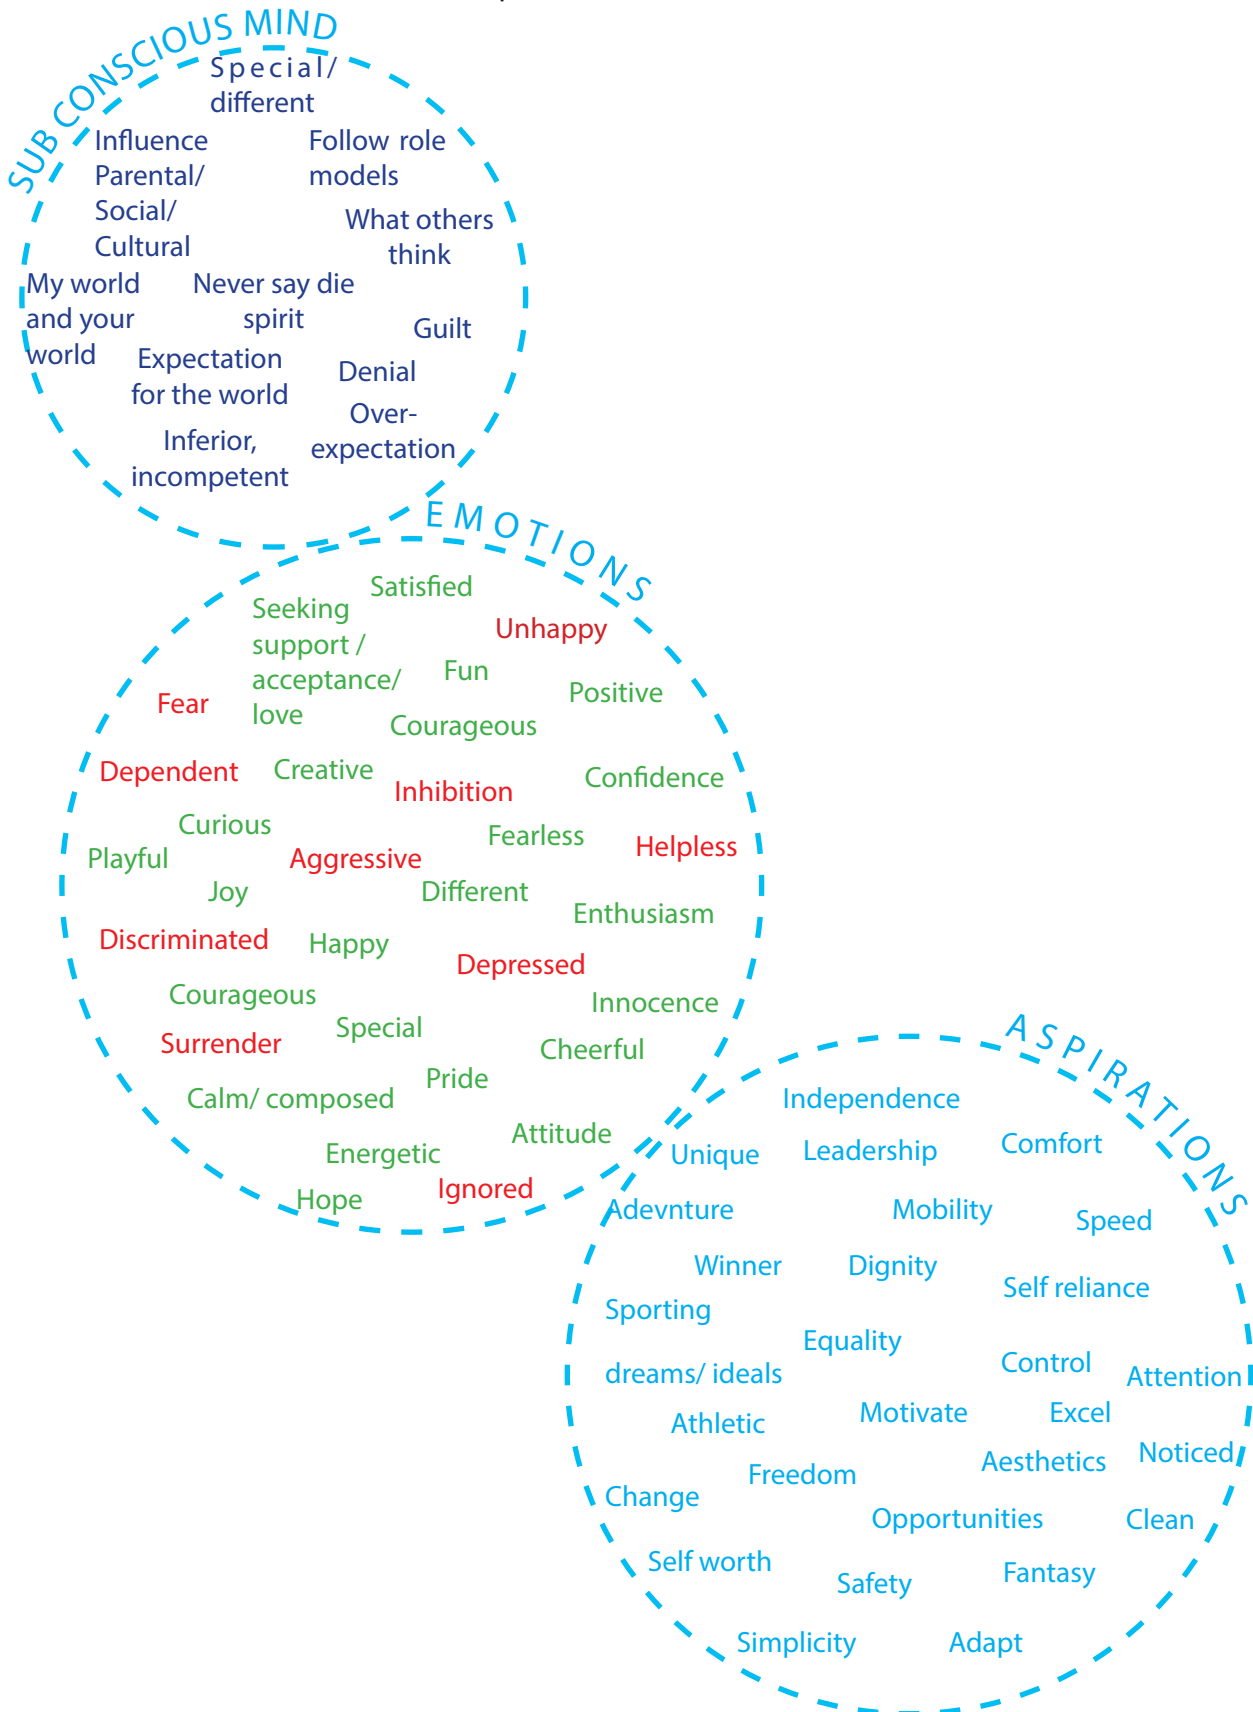 SUB CONSCIOUS MIND
Special/
different
Influence
Parental/
Social/
Cultural
Follow role
models
What others
think
My world
and your
world
Never say die
spirit
Guilt
Expectation
for the world
Denial
Over-
expectation
Inferior,
incompetent
EMOTIONS
Satisfied
Seeking
support /
acceptance/
love
Unhappy
Fun
Positive
Fear
Courageous
Dependent
Creative
Inhibition
Confidence
Curious
Fearless
Helpless
Playful
Aggressive
Joy
Different
Enthusiasm
Discriminated
Happy
Depressed
Courageous
Innocence
Special
Surrender
Cheerful
Pride
Calm/ composed
Attitude
Energetic
Ignored
Hope
ASPIRATIONS
Independence
Unique
Leadership
Comfort
Adevnture
Mobility
Speed
Winner
Dignity
Self reliance
Sporting
Equality
Control
dreams/ ideals
Attention
Motivate
Excel
Athletic
Noticed
Aesthetics
Freedom
Change
Opportunities
Clean
Self worth
Fantasy
Safety
Simplicity
Adapt